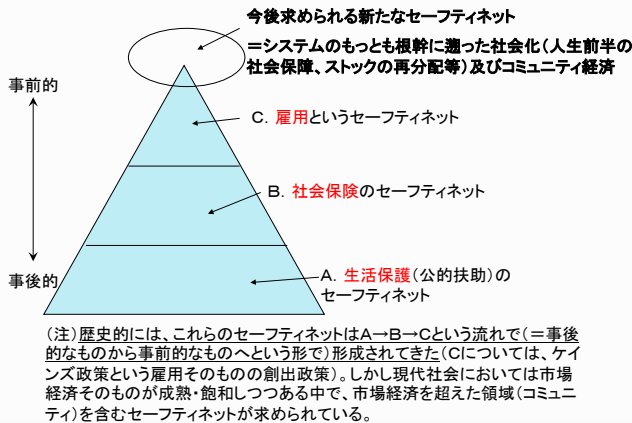 今後求められる新たなセーフティネット
＝システムのもっとも根幹に遡った社会化(人生前半の
社会保障、ストックの再分配等)及びコミュニティ経済
事前的
C. 雇用というセーフティネット
B. 社会保険のセーフティネット
事後的
A. 生活保護(公的扶助)の
セーフティネット
(注)歴史的には、これらのセーフティネットはA→B→Cという流れで(＝事後
的なものから事前的なものへという形で)形成されてきた(Cについては、ケイ
ンズ政策という雇用そのものの創出政策)。しかし現代社会においては市場
経済そのものが成熟・飽和しつつある中で、市場経済を超えた領域(コミュニ
ティ)を含むセーフティネットが求められている。